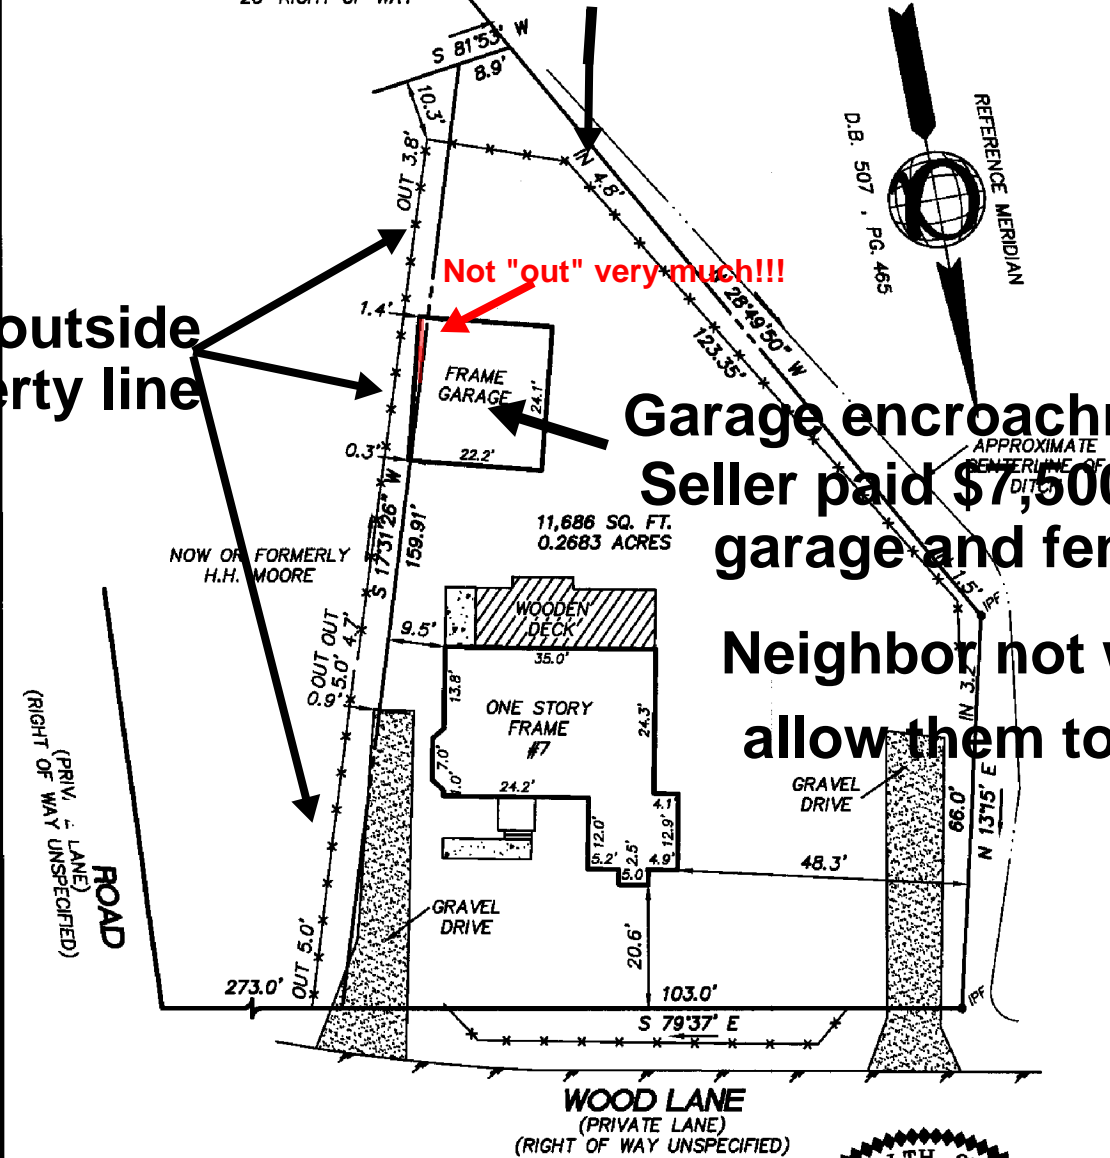 S 81°53' W
8.9'
10.3'
OUT 3.8'
IN 4.8'
REFERENCE MERIDIAN
D.B. 507 , PG. 465
Not "out" very much!!!
28°49'50" W
123.35'
1.4'
outside
erty line
FRAME
GARAGE
24.1'
22.2'
0.3'
Garage encroach
APPROXIMATE
CENTERLINE OF
DITCH
Seller paid $7,500
garage and fen
S 17°31'26" W
159.91'
11,686 SQ. FT.
0.2683 ACRES
NOW OR FORMERLY
H.H. MOORE
1.5'
IPF
WOODEN
DECK
9.5'
35.0'
Neighbor not
allow them to
OUT 4.7'
OUT 5.0'
0.9'
13.8'
ONE STORY
FRAME
#7
24.3'
IN 3.2'
7.0'
1.0'
24.2'
4.1'
12.9'
12.0'
5.2'
2.5'
5.0'
4.9'
GRAVEL
DRIVE
66.0'
N 13°15' E
48.3'
(PRIV. LANE)
(RIGHT OF WAY UNSPECIFIED)
ROAD
GRAVEL
DRIVE
20.6'
OUT 5.0'
273.0'
103.0'
IPF
S 79°37' E
WOOD LANE
(PRIVATE LANE)
(RIGHT OF WAY UNSPECIFIED)